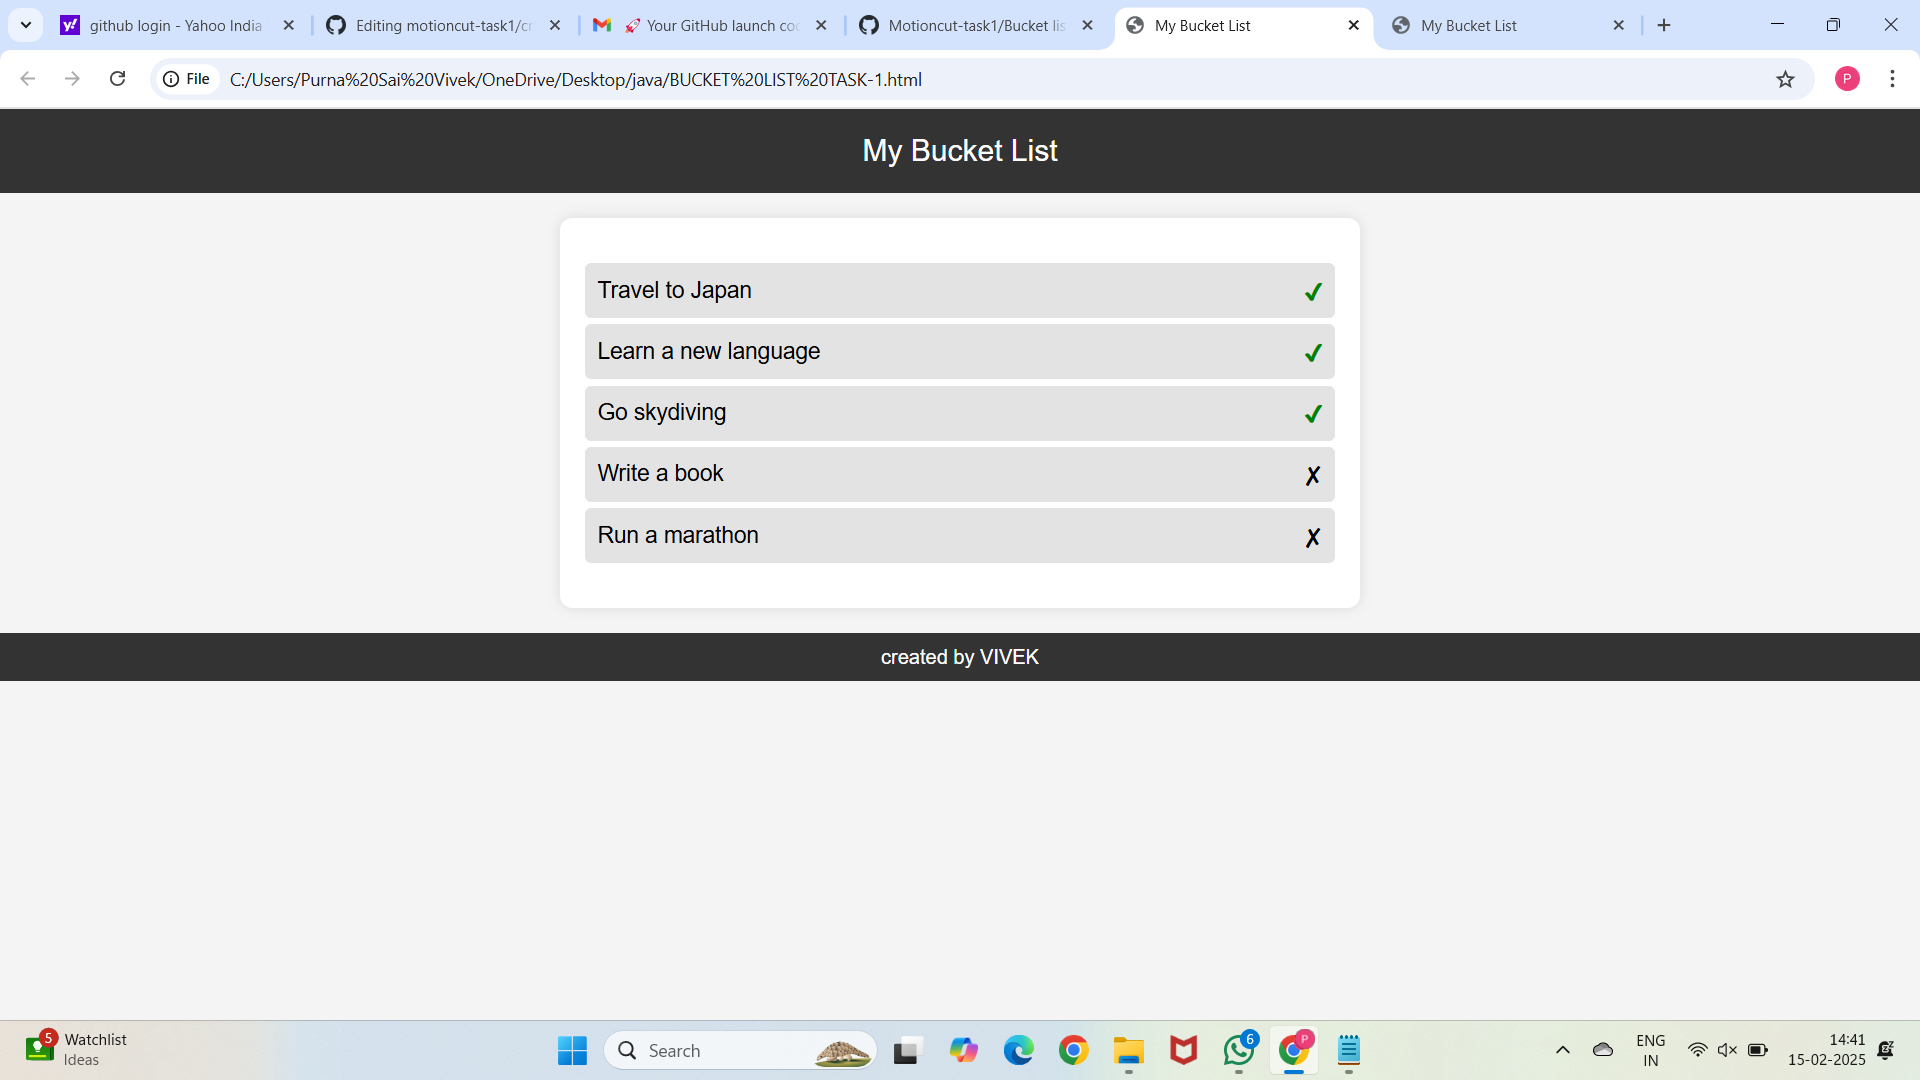 github login - Yahoo India
Editing motioncut-task1/cr
🚀 Your GitHub launch coc
Motioncut-task1/Bucket lis
My Bucket List
My Bucket List
File
C:/Users/Purna%20Sai%20Vivek/OneDrive/Desktop/java/BUCKET%20LIST%20TASK-1.html
P
My Bucket List
Travel to Japan ✓
Learn a new language ✓
Go skydiving ✓
Write a book ✗
Run a marathon ✗
created by VIVEK
5
Watchlist
Ideas
Search
6
P
ENG
IN
14:41
15-02-2025